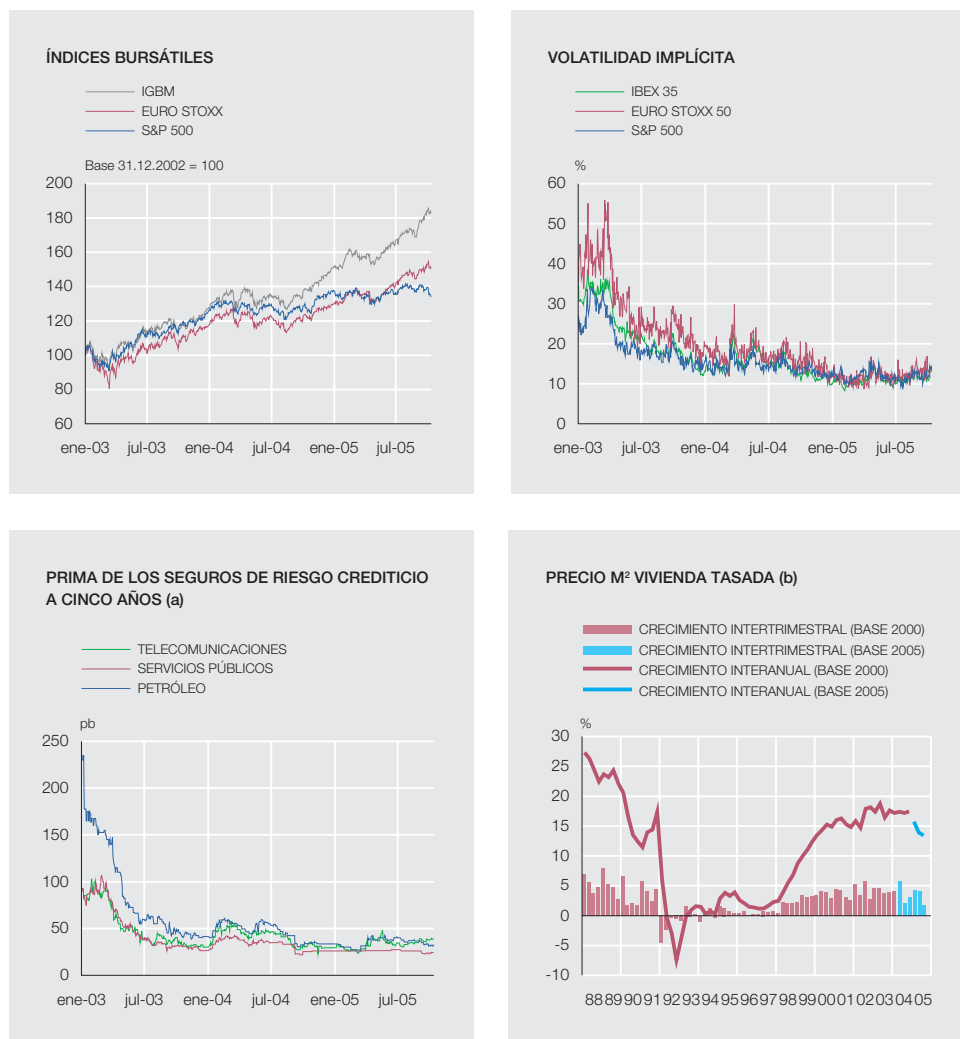 ÍNDICES BURSÁTILES
IGBM
EURO STOXX
S&P 500
Base 31.12.2002 = 100
200
180
160
140
120
100
80
60
ene-03 jul-03 ene-04 jul-04 ene-05 jul-05
VOLATILIDAD IMPLÍCITA
IBEX 35
EURO STOXX 50
S&P 500
%
60
50
40
30
20
10
0
ene-03 jul-03 ene-04 jul-04 ene-05 jul-05
PRIMA DE LOS SEGUROS DE RIESGO CREDITICIO
A CINCO AÑOS (a)
TELECOMUNICACIONES
SERVICIOS PÚBLICOS
PETRÓLEO
pb
250
200
150
100
50
0
ene-03 jul-03 ene-04 jul-04 ene-05 jul-05
PRECIO M² VIVIENDA TASADA (b)
CRECIMIENTO INTERTRIMESTRAL (BASE 2000)
CRECIMIENTO INTERTRIMESTRAL (BASE 2005)
CRECIMIENTO INTERANUAL (BASE 2000)
CRECIMIENTO INTERANUAL (BASE 2005)
%
30
25
20
15
10
5
0
-5
-10
88 89 90 91 92 93 94 95 96 97 98 99 00 01 02 03 04 05